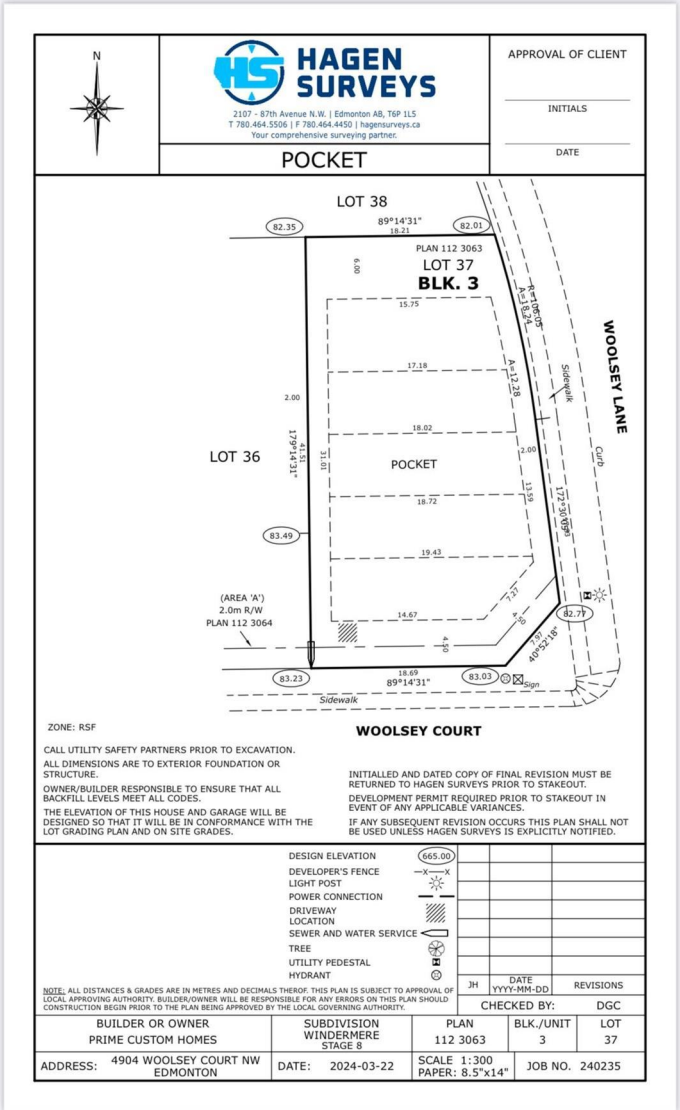 N
HS
HAGEN
SURVEYS
2107 - 87th Avenue N.W. | Edmonton AB, T6P 1L5
T 780.464.5506 | F 780.464.4450 | hagensurveys.ca
Your comprehensive surveying partner.
POCKET
APPROVAL OF CLIENT
INITIALS
DATE
LOT 38
82.35
89°14'31"
18.21
82.01
PLAN 112 3063
LOT 37
BLK. 3
6.00
15.75
R=106.05
A=18.24
WOOLSEY LANE
17.18
A=12.28
Sidewalk
2.00
18.02
LOT 36
179°14'31"
41.51
31.01
POCKET
2.00
Curb
13.59
172°30'05"
18.72
83.49
19.43
(AREA 'A')
2.0m R/W
PLAN 112 3064
7.27
14.67
4.50
82.77
4.50
7.97
40°52'18"
83.23
18.69
89°14'31"
83.03
Sign
Sidewalk
WOOLSEY COURT
ZONE: RSF
CALL UTILITY SAFETY PARTNERS PRIOR TO EXCAVATION.
ALL DIMENSIONS ARE TO EXTERIOR FOUNDATION OR
STRUCTURE.
OWNER/BUILDER RESPONSIBLE TO ENSURE THAT ALL
BACKFILL LEVELS MEET ALL CODES.
THE ELEVATION OF THIS HOUSE AND GARAGE WILL BE
DESIGNED SO THAT IT WILL BE IN CONFORMANCE WITH THE
LOT GRADING PLAN AND ON SITE GRADES.
INITIALLED AND DATED COPY OF FINAL REVISION MUST BE
RETURNED TO HAGEN SURVEYS PRIOR TO STAKEOUT.
DEVELOPMENT PERMIT REQUIRED PRIOR TO STAKEOUT IN
EVENT OF ANY APPLICABLE VARIANCES.
IF ANY SUBSEQUENT REVISION OCCURS THIS PLAN SHALL NOT
BE USED UNLESS HAGEN SURVEYS IS EXPLICITLY NOTIFIED.
DESIGN ELEVATION 665.00
DEVELOPER'S FENCE —X—X—
LIGHT POST
POWER CONNECTION
DRIVEWAY
LOCATION
SEWER AND WATER SERVICE
TREE
UTILITY PEDESTAL
HYDRANT
NOTE: ALL DISTANCES & GRADES ARE IN METRES AND DECIMALS THEROF. THIS PLAN IS SUBJECT TO APPROVAL OF
LOCAL APPROVING AUTHORITY. BUILDER/OWNER WILL BE RESPONSIBLE FOR ANY ERRORS ON THIS PLAN SHOULD
CONSTRUCTION BEGIN PRIOR TO THE PLAN BEING APPROVED BY THE LOCAL GOVERNING AUTHORITY.
JH
DATE
YYYY-MM-DD
REVISIONS
CHECKED BY: DGC
BUILDER OR OWNER
PRIME CUSTOM HOMES
SUBDIVISION
WINDERMERE
STAGE 8
PLAN
112 3063
BLK./UNIT
3
LOT
37
ADDRESS: 4904 WOOLSEY COURT NW
EDMONTON
DATE: 2024-03-22
SCALE 1:300
PAPER: 8.5"x14"
JOB NO. 240235